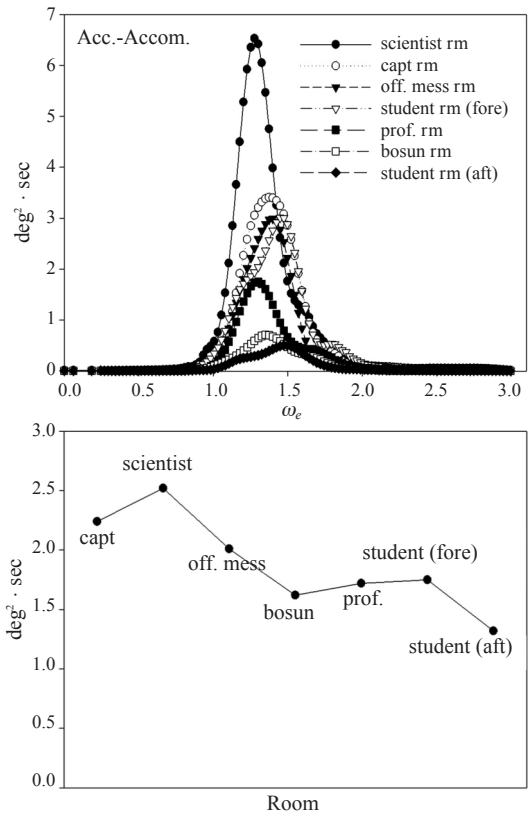 Acc.-Accom.
scientist rm
capt rm
off. mess rm
student rm (fore)
prof. rm
bosun rm
student rm (aft)
7
6
5
4
3
2
1
0
deg² · sec
0.0 0.5 1.0 1.5 2.0 2.5 3.0
ωₑ
3.0
2.5
2.0
1.5
1.0
0.5
0.0
deg² · sec
scientist
capt
off. mess
student (fore)
bosun
prof.
student (aft)
Room